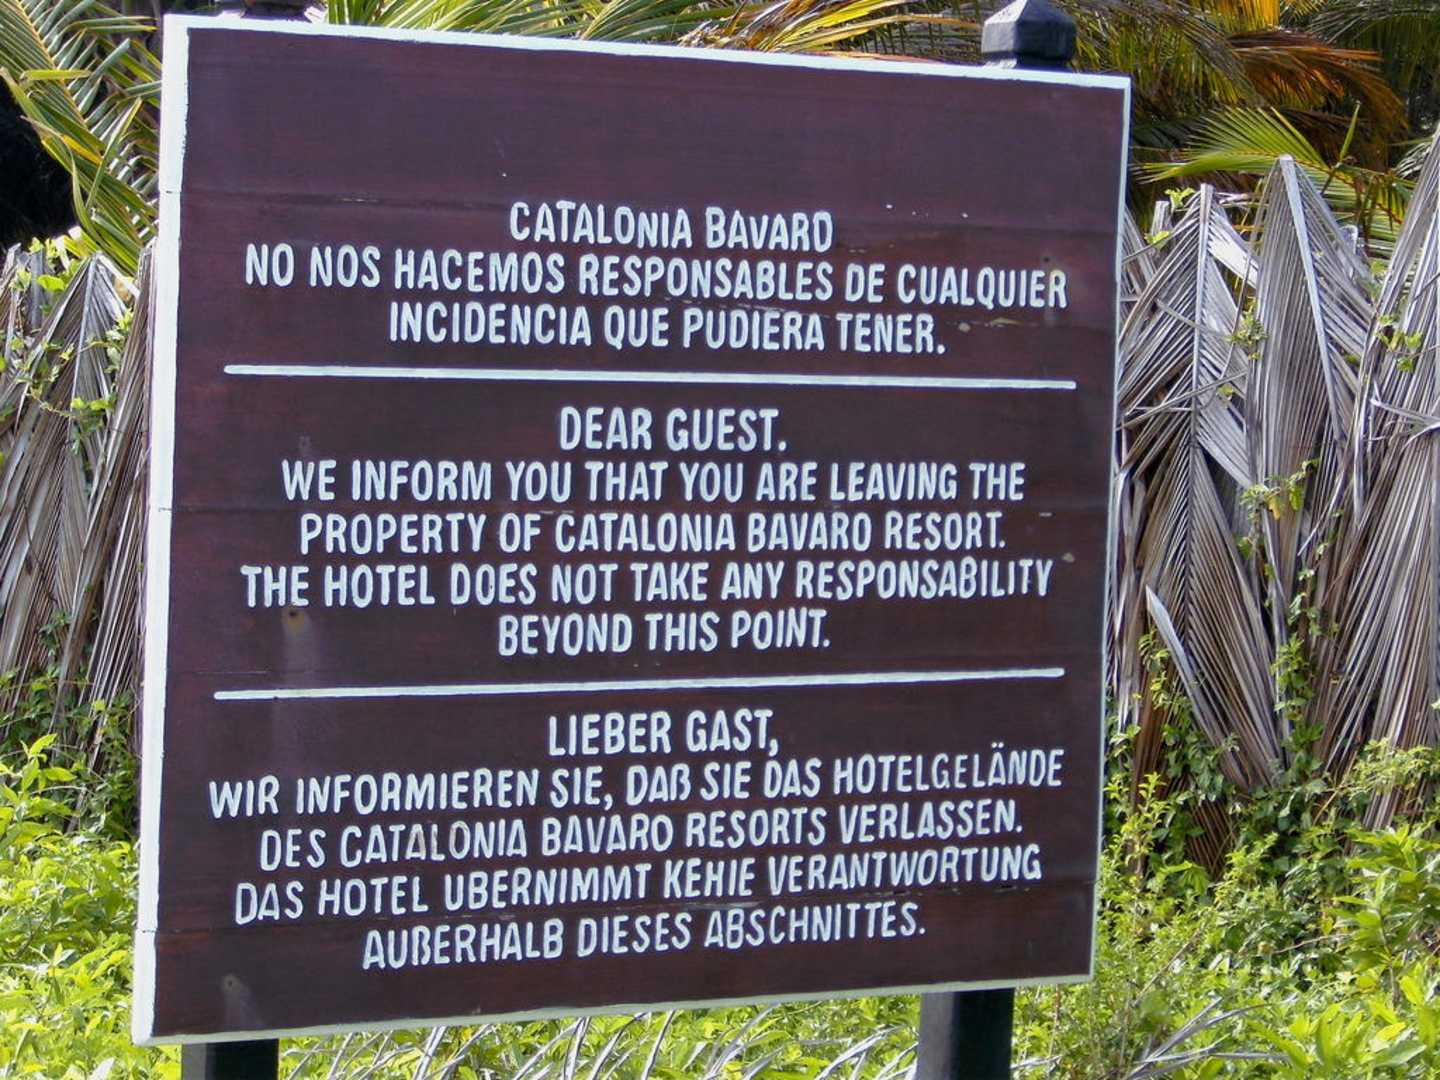 CATALONIA BAVARO
NO NOS HACEMOS RESPONSABLES DE CUALQUIER
INCIDENCIA QUE PUDIERA TENER.
DEAR GUEST.
WE INFORM YOU THAT YOU ARE LEAVING THE
PROPERTY OF CATALONIA BAVARO RESORT.
THE HOTEL DOES NOT TAKE ANY RESPONSABILITY
BEYOND THIS POINT.
LIEBER GAST,
WIR INFORMIEREN SIE, DAß SIE DAS HOTELGELÄNDE
DES CATALONIA BAVARO RESORTS VERLASSEN.
DAS HOTEL UBERNIMMT KEHIE VERANTWORTUNG
AUßERHALB DIESES ABSCHNITTES.